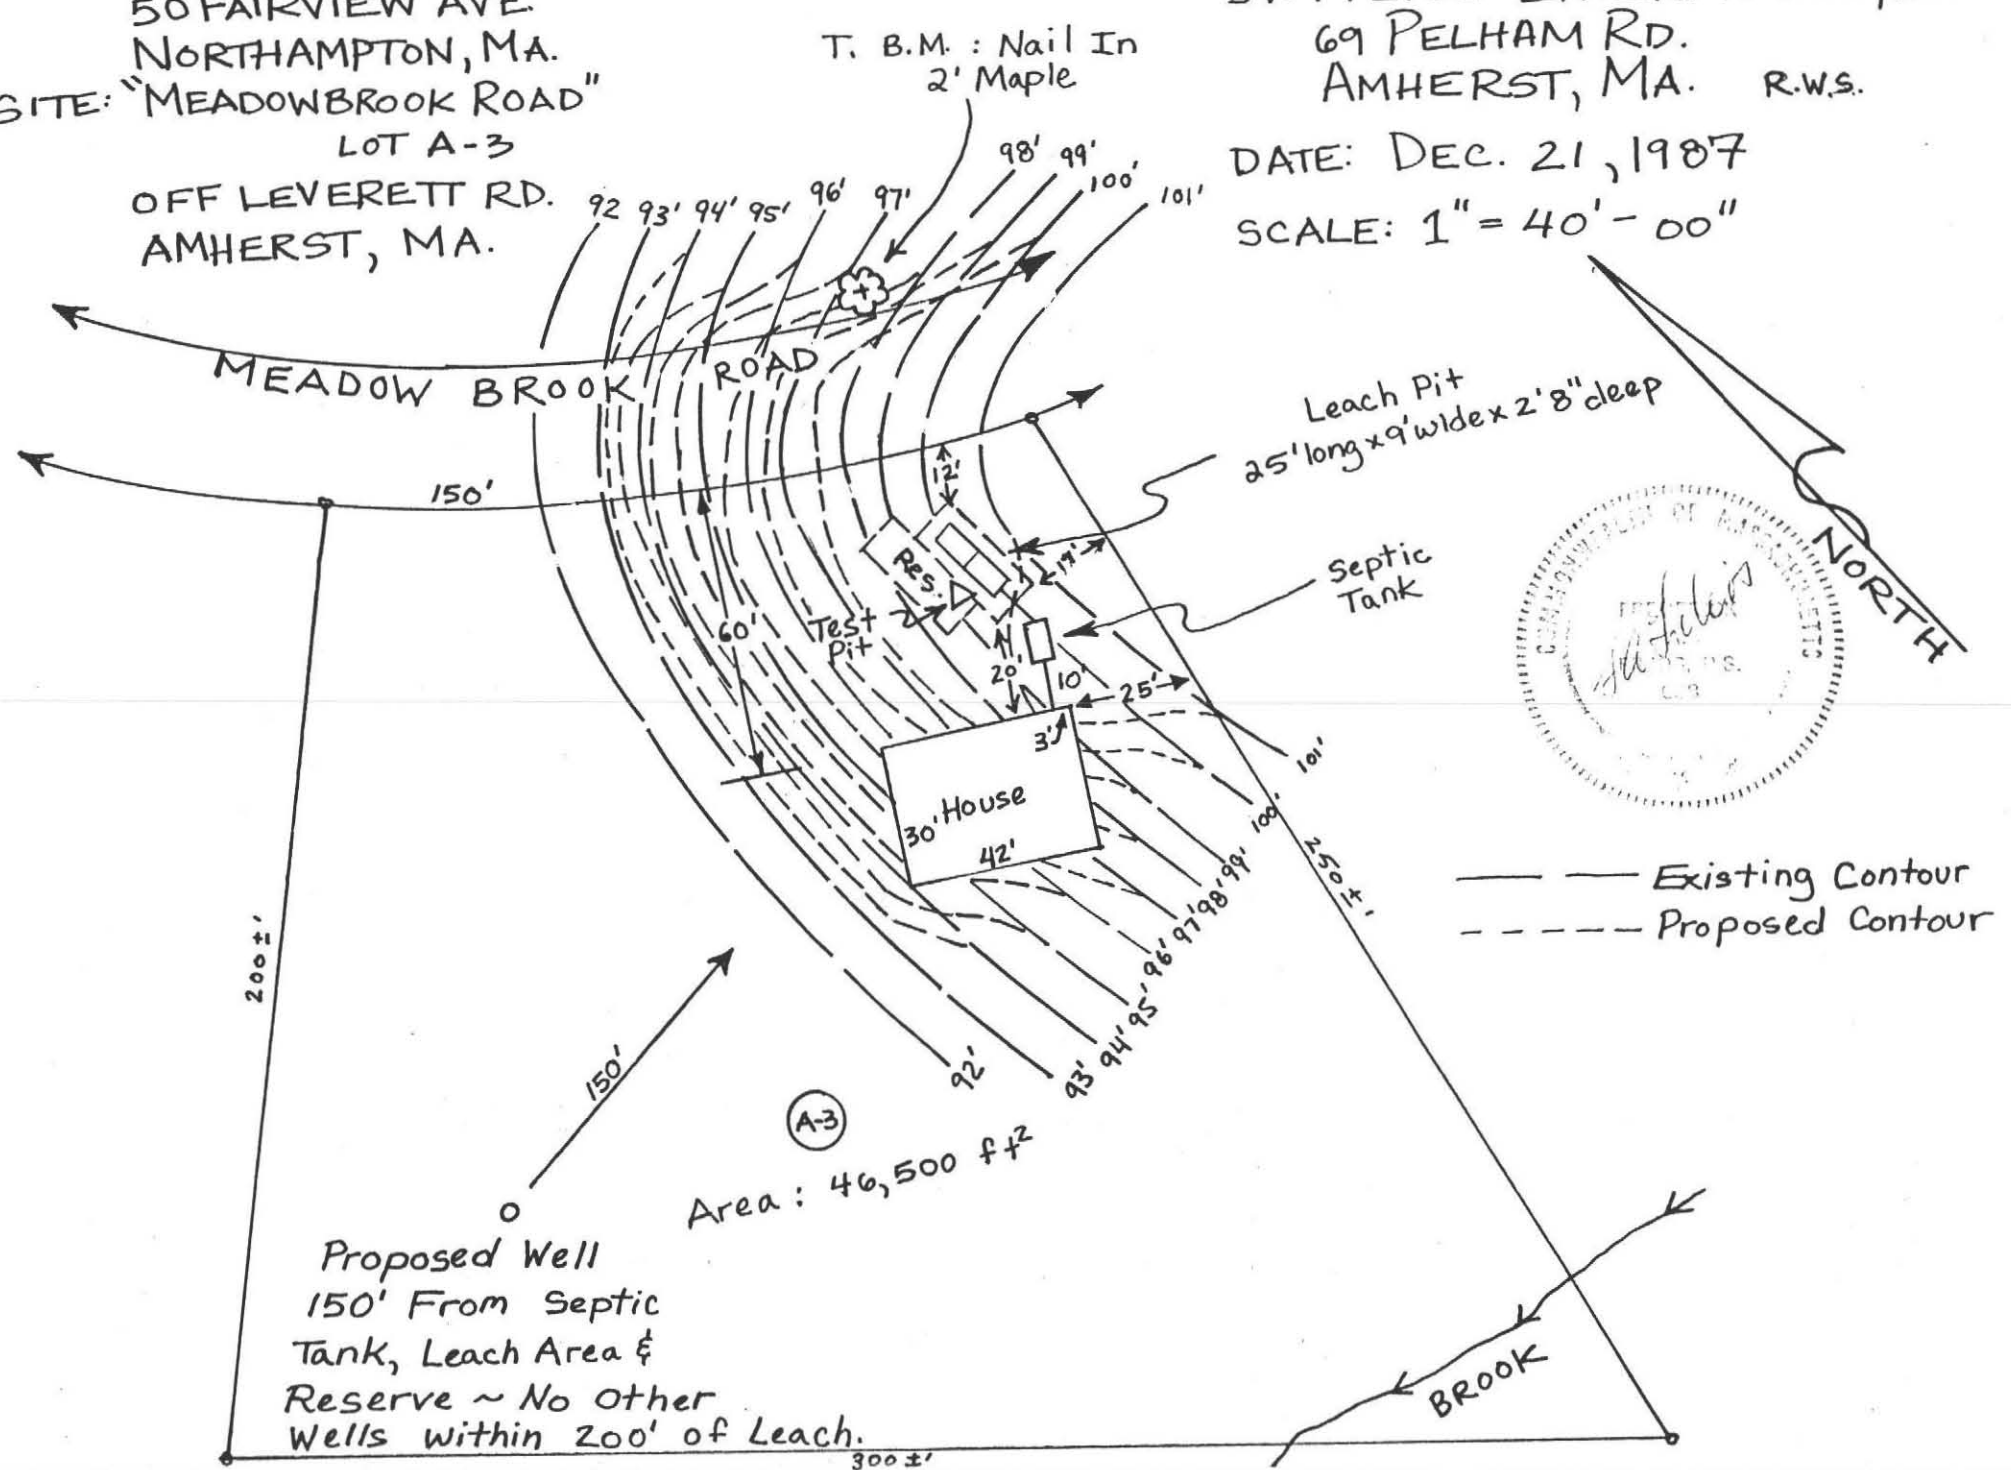 50 FAIRVIEW AVE.
NORTHAMPTON, MA.
SITE: "MEADOWBROOK ROAD"
LOT A-3
OFF LEVERETT RD.
AMHERST, MA.
T. B.M. : Nail In
2' Maple
69 PELHAM RD.
AMHERST, MA. R.W.S.
DATE: DEC. 21, 1987
SCALE: 1" = 40' - 00"
92 93' 94' 95' 96' 97' 98' 99' 100' 101'
MEADOW BROOK ROAD
150'
12'
Leach Pit
25' long x 9' wide x 2'8" deep
NORTH
Septic
Tank
Res.
Test
Pit
60'
20'
10'
25'
3'
House
30'
42'
101'
100'
99'
98'
97'
96'
95'
94'
93'
92'
250 ±'
200 ±'
Existing Contour
Proposed Contour
150'
A-3
Area : 46,500 ft²
Proposed Well
150' From Septic
Tank, Leach Area &
Reserve ~ No Other
Wells within 200' of Leach.
BROOK
300 ±'